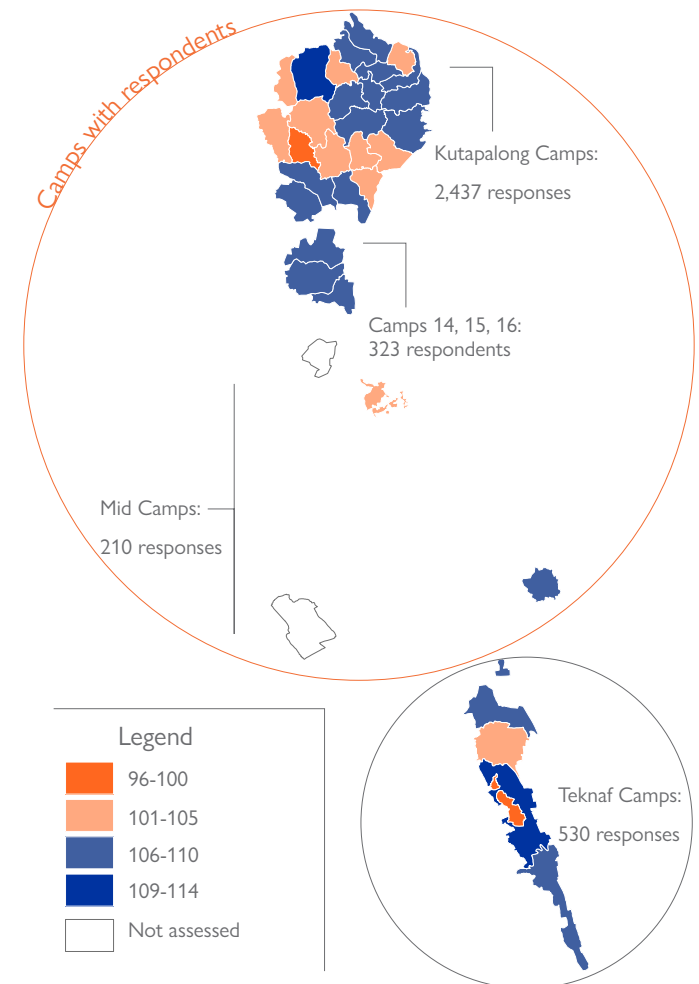 Camps with respondents
Kutapalong Camps:
2,437 responses
Camps 14, 15, 16:
323 respondents
Mid Camps:
210 responses
Teknaf Camps:
530 responses
Legend
96-100
101-105
106-110
109-114
Not assessed